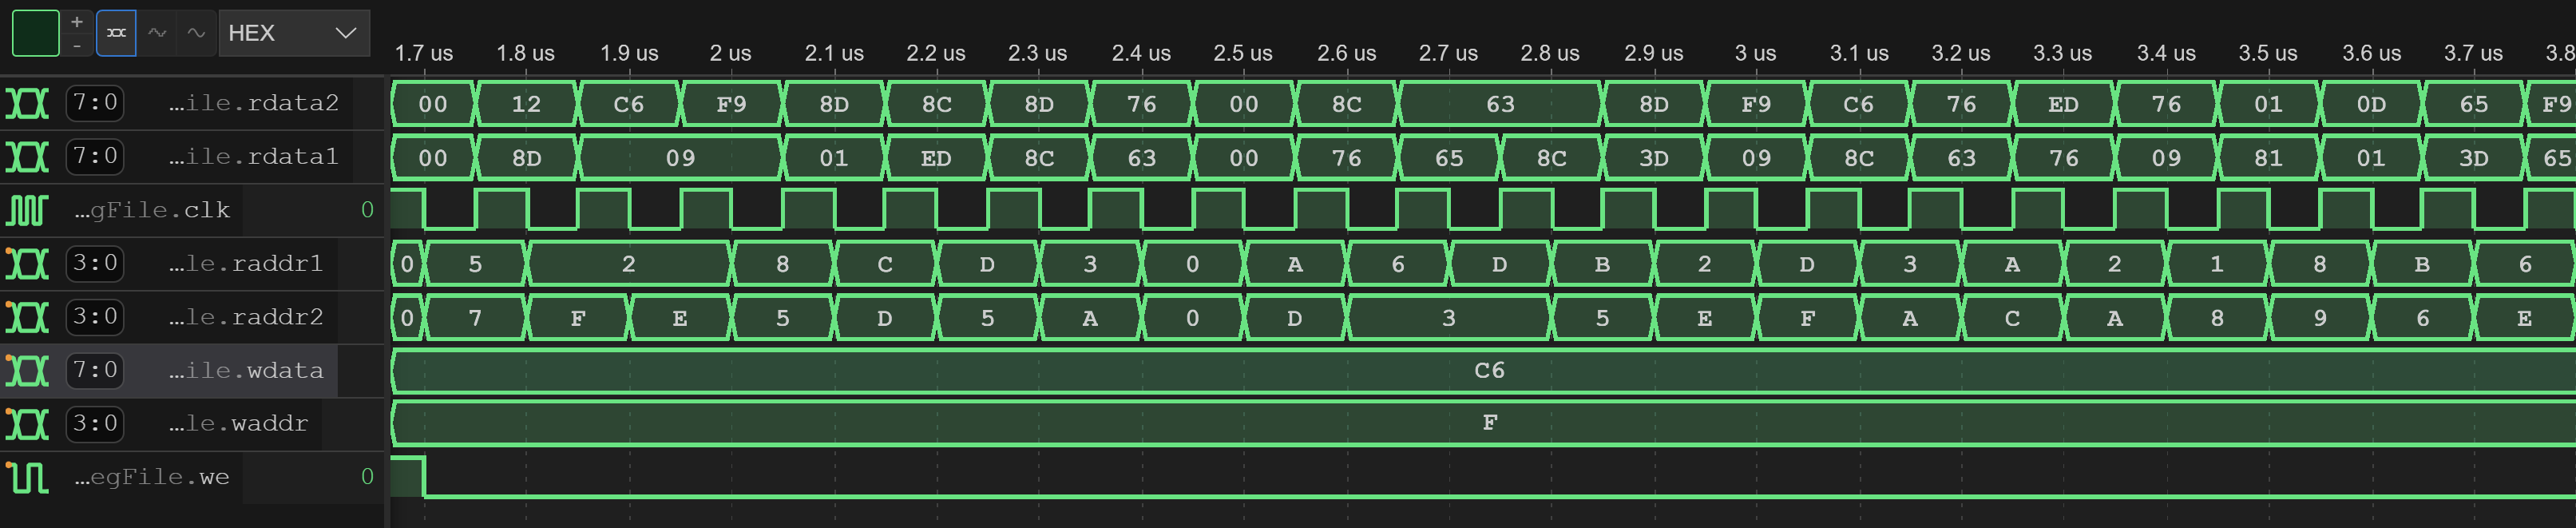 +
-
HEX
1.7 us 1.8 us 1.9 us 2 us 2.1 us 2.2 us 2.3 us 2.4 us 2.5 us 2.6 us 2.7 us 2.8 us 2.9 us 3 us 3.1 us 3.2 us 3.3 us 3.4 us 3.5 us 3.6 us 3.7 us 3.8
7:0 …ile.rdata2 00 12 C6 F9 8D 8C 8D 76 00 8C 63 8D F9 C6 76 ED 76 01 0D 65 F9
7:0 …ile.rdata1 00 8D 09 01 ED 8C 63 00 76 65 8C 3D 09 8C 63 76 09 81 01 3D 65
…gFile.clk 0
3:0 …le.raddr1 0 5 2 8 C D 3 0 A 6 D B 2 D 3 A 2 1 8 B 6
3:0 …le.raddr2 0 7 F E 5 D 5 A 0 D 3 5 E F A C A 8 9 6 E
7:0 …ile.wdata C6
3:0 …le.waddr F
…egFile.we 0